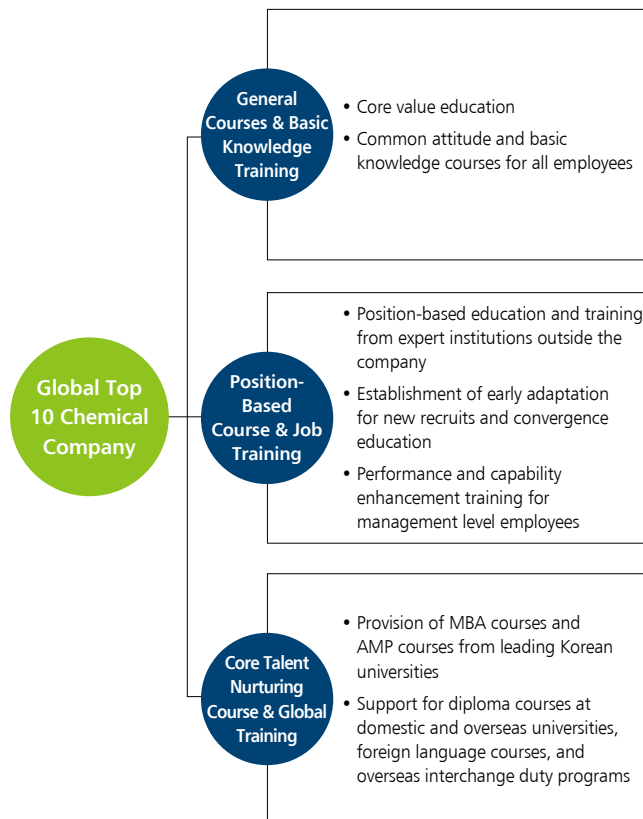 Global Top
10 Chemical
Company
General
Courses & Basic
Knowledge
Training
• Core value education
• Common attitude and basic
knowledge courses for all employees
Position-
Based
Course & Job
Training
• Position-based education and training
from expert institutions outside the
company
• Establishment of early adaptation
for new recruits and convergence
education
• Performance and capability
enhancement training for
management level employees
Core Talent
Nurturing
Course & Global
Training
• Provision of MBA courses and
AMP courses from leading Korean
universities
• Support for diploma courses at
domestic and overseas universities,
foreign language courses, and
overseas interchange duty programs